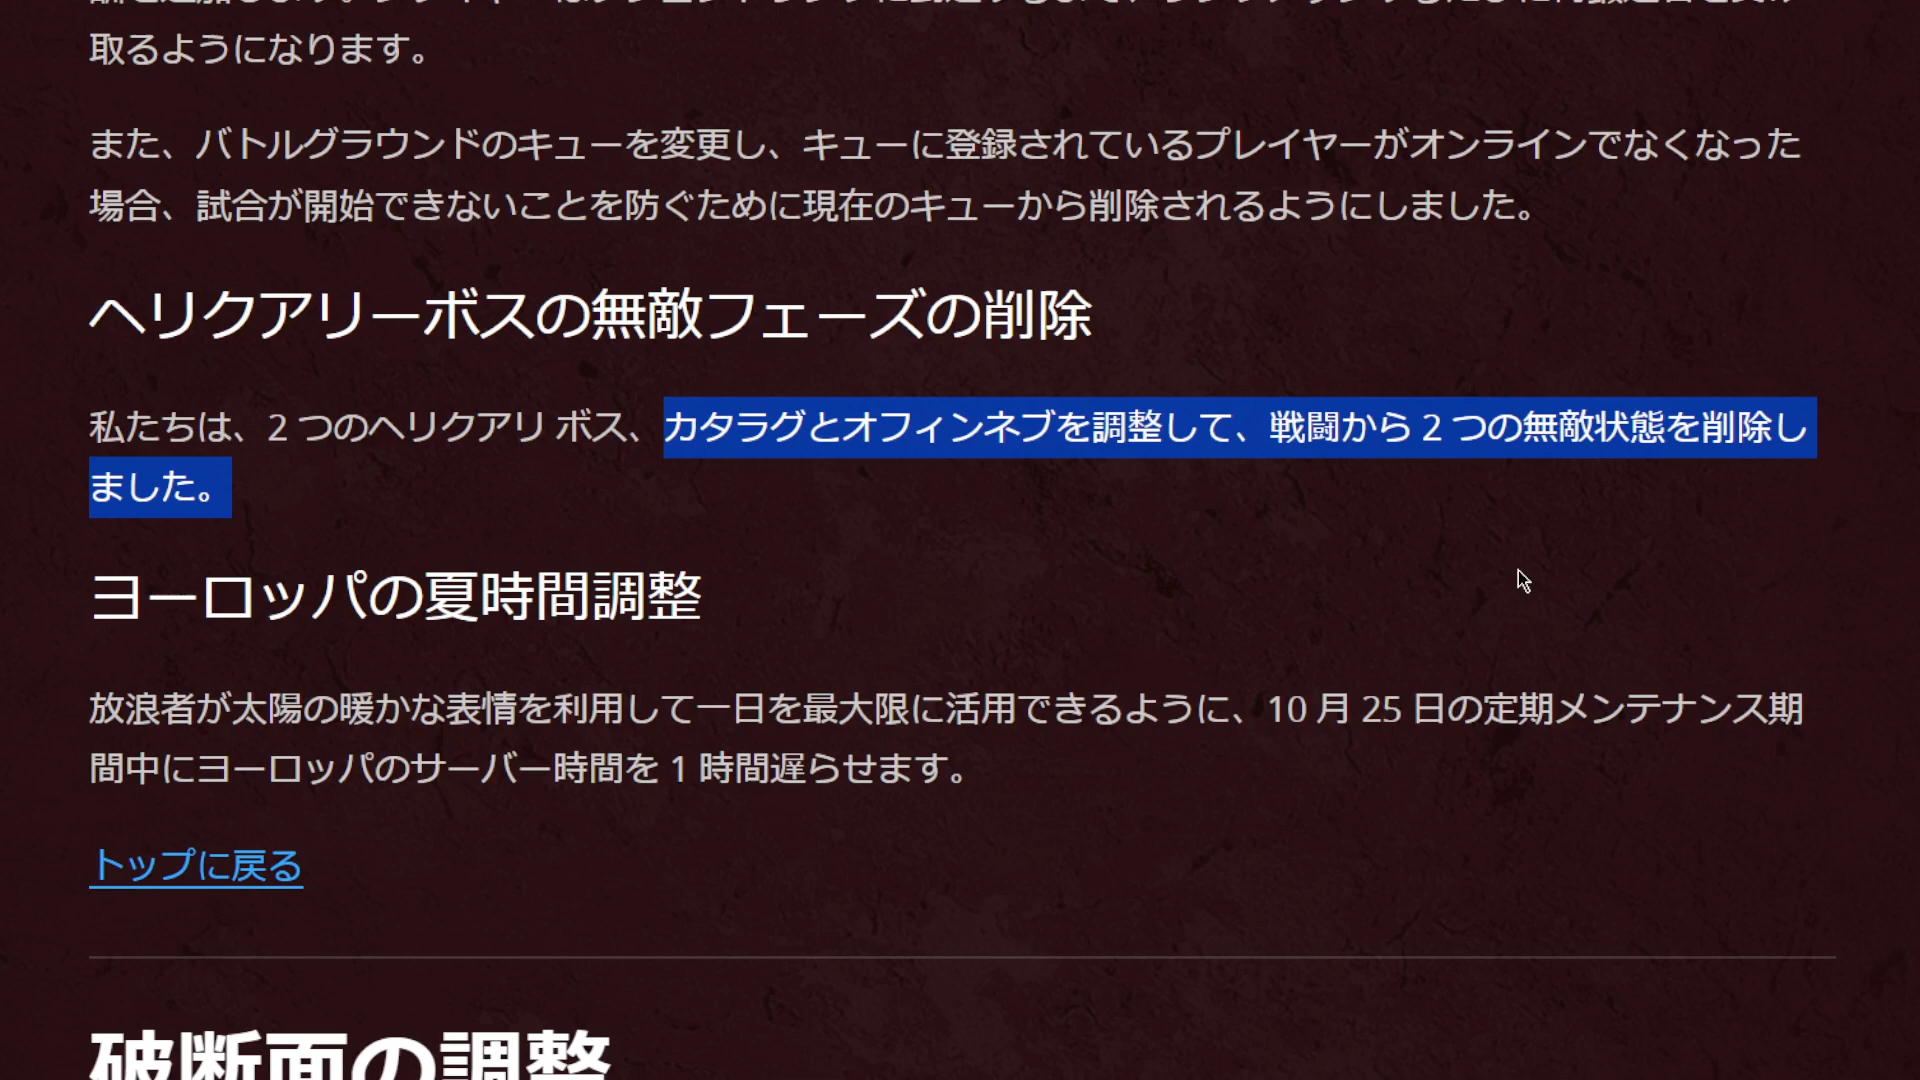 取るようになります。
また、バトルグラウンドのキューを変更し、キューに登録されているプレイヤーがオンラインでなくなった
場合、試合が開始できないことを防ぐために現在のキューから削除されるようにしました。
ヘリクアリーボスの無敵フェーズの削除
私たちは、2 つのヘリクアリ ボス、カタラグとオフィンネブを調整して、戦闘から 2 つの無敵状態を削除し
ました。
ヨーロッパの夏時間調整
放浪者が太陽の暖かな表情を利用して一日を最大限に活用できるように、10 月 25 日の定期メンテナンス期
間中にヨーロッパのサーバー時間を 1 時間遅らせます。
トップに戻る
破断面の調整